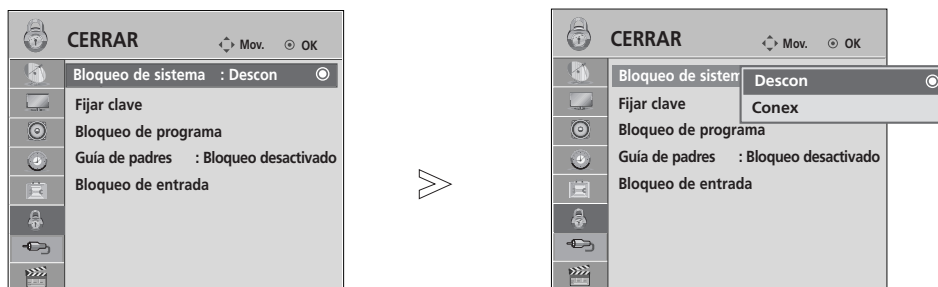 CERRAR Mov. OK
Bloqueo de sistema : Descon
Fijar clave
Bloqueo de programa
Guía de padres : Bloqueo desactivado
Bloqueo de entrada
CERRAR Mov. OK
Bloqueo de sistem
Descon
Conex
Fijar clave
Bloqueo de programa
Guía de padres : Bloqueo desactivado
Bloqueo de entrada